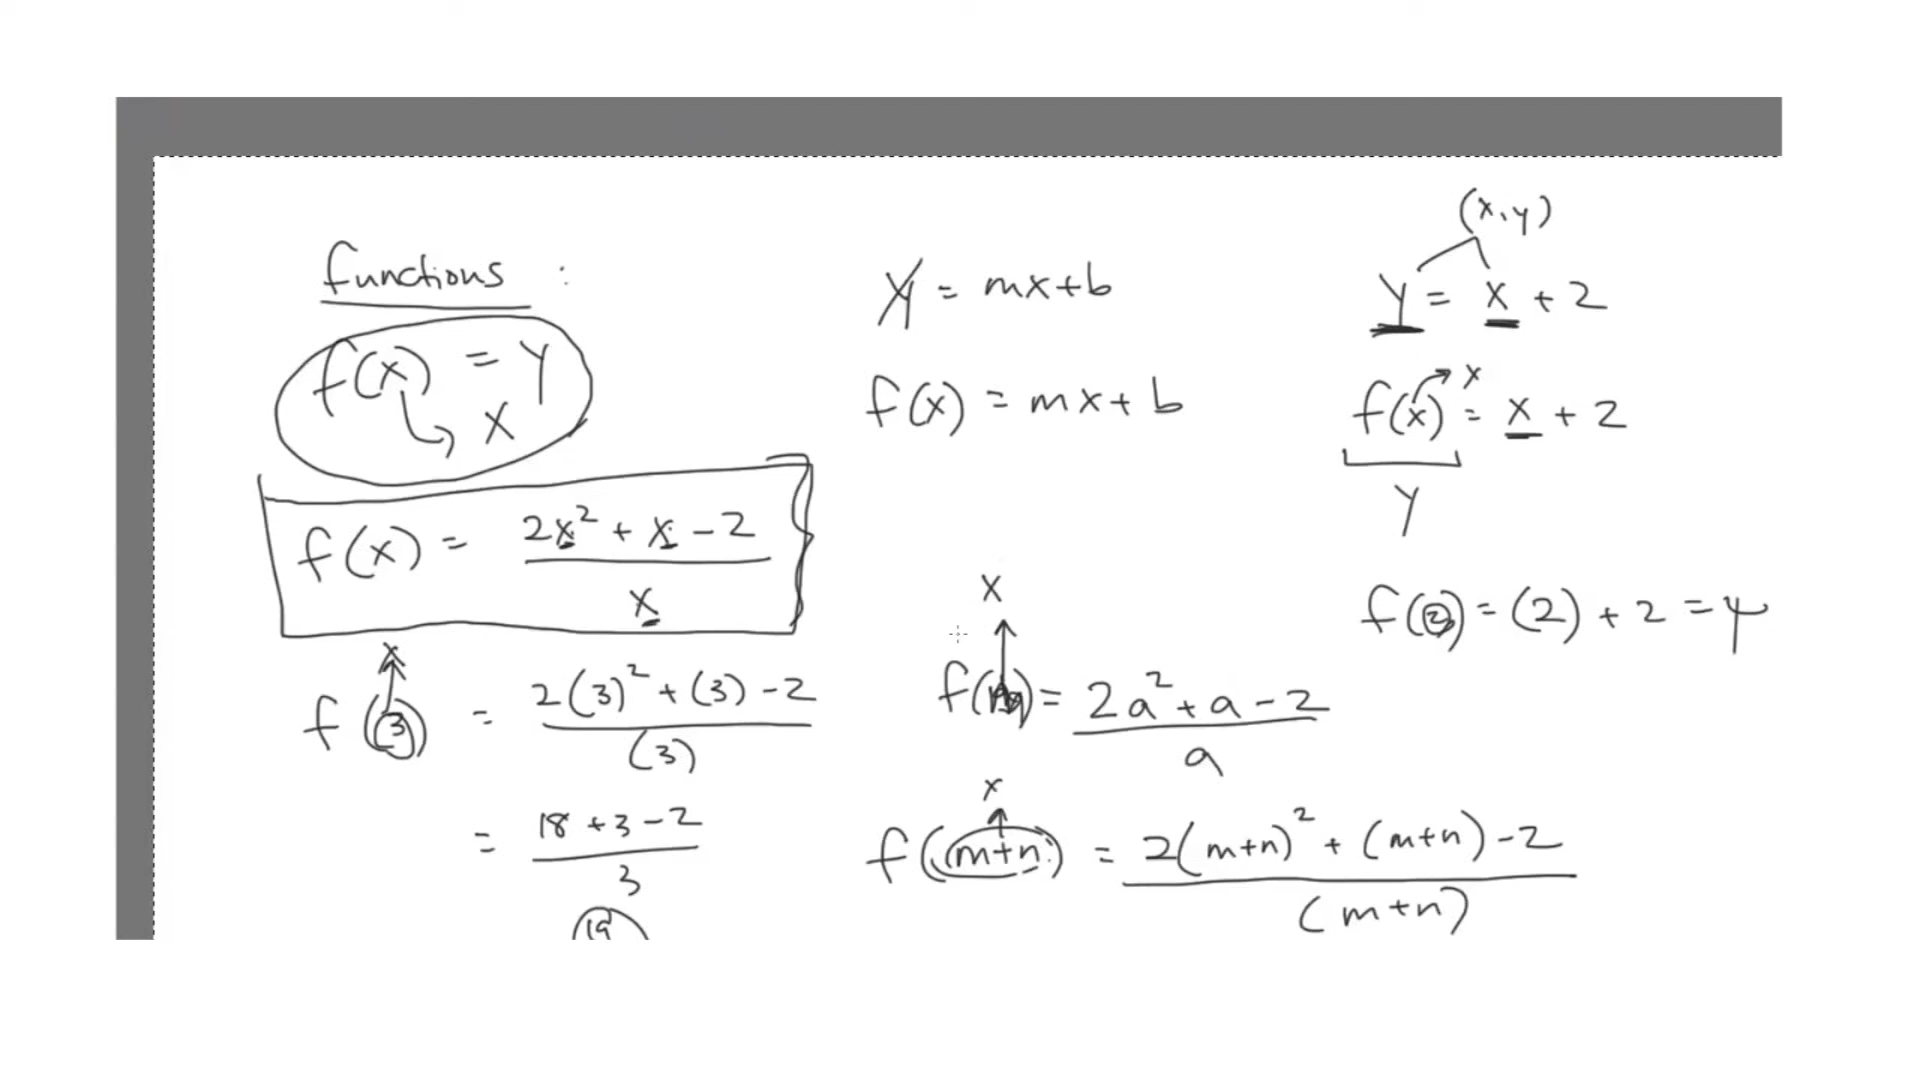 functions :
f(x) = y
x
f(x) = (2x² + x - 2) / x
x
f(3) = (2(3)² + (3) - 2) / (3)
= (18 + 3 - 2) / 3
19
y = mx + b
f(x) = mx + b
x
f(a) = (2a² + a - 2) / a
x
f(m+n) = (2(m+n)² + (m+n) - 2) / (m+n)
(x, y)
y = x + 2
x
f(x) = x + 2
y
f(2) = (2) + 2 = 4